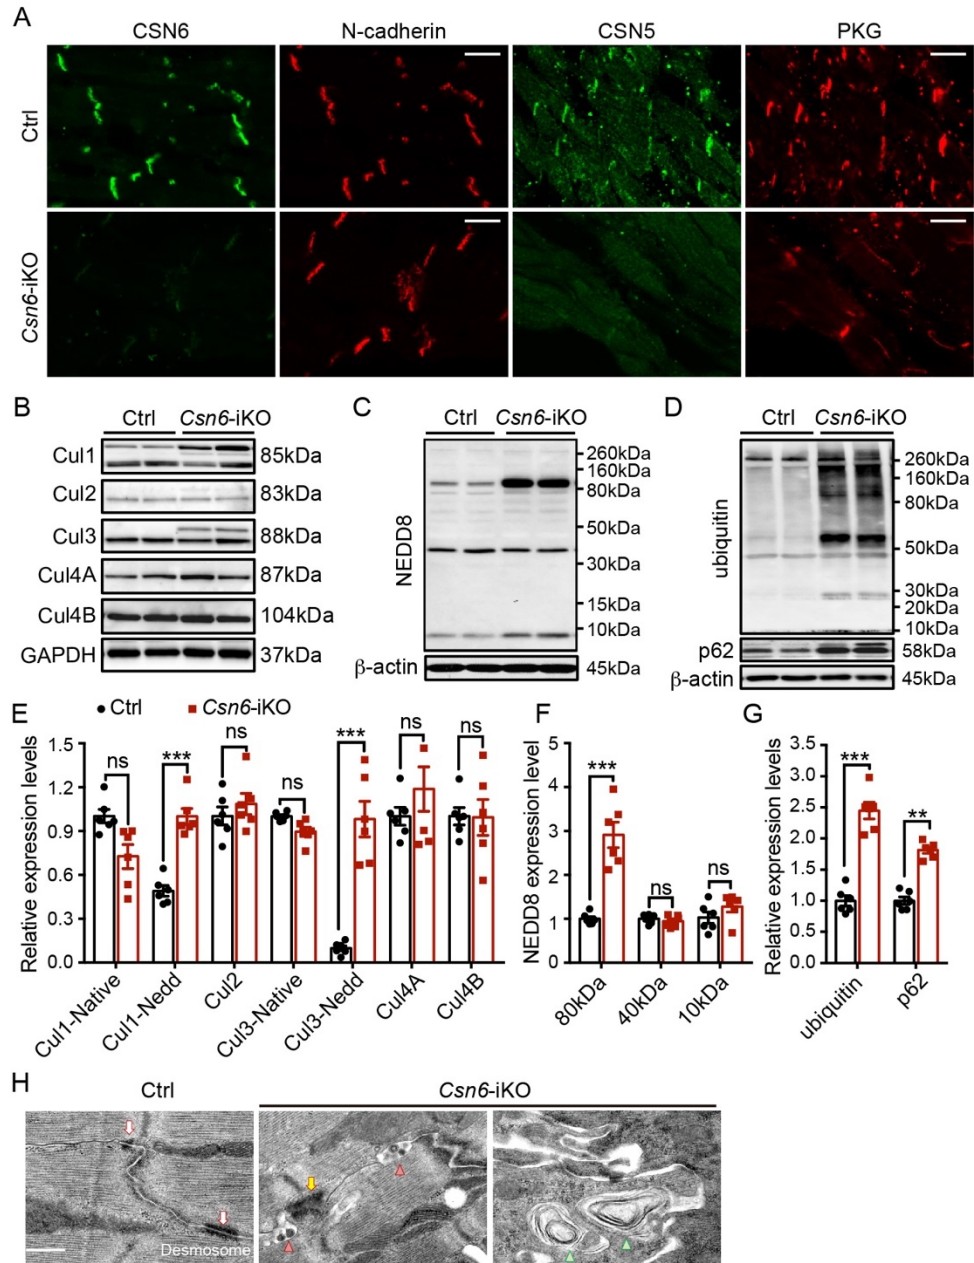 A
CSN6 N-cadherin CSN5 PKG
Ctrl
Csn6-iKO
B
Ctrl Csn6-iKO
Cul1 85kDa
Cul2 83kDa
Cul3 88kDa
Cul4A 87kDa
Cul4B 104kDa
GAPDH 37kDa
C
Ctrl Csn6-iKO
NEDD8
260kDa
160kDa
80kDa
50kDa
30kDa
15kDa
10kDa
β-actin 45kDa
D
Ctrl Csn6-iKO
ubiquitin
260kDa
160kDa
80kDa
50kDa
30kDa
20kDa
10kDa
p62 58kDa
β-actin 45kDa
E
Ctrl Csn6-iKO
Relative expression levels
1.5
1.2
0.9
0.6
0.3
0.0
ns *** ns ns *** ns ns
Cul1-Native Cul1-Nedd Cul2 Cul3-Native Cul3-Nedd Cul4A Cul4B
F
NEDD8 expression level
5
4
3
2
1
0
*** ns ns
80kDa 40kDa 10kDa
G
Relative expression levels
3.5
3.0
2.5
2.0
1.5
1.0
0.5
0.0
*** **
ubiquitin p62
H
Ctrl Csn6-iKO
Desmosome